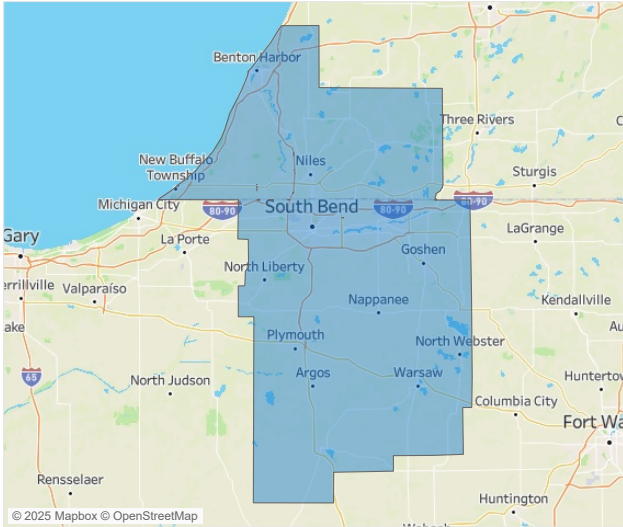 Benton Harbor
Three Rivers
C
New Buffalo
Township
Niles
Sturgis
Michigan City
80-90
South Bend
80-90
80-90
Gary
La Porte
LaGrange
Goshen
North Liberty
errillville
Valparaíso
Nappanee
Kendallville
ake
Plymouth
North Webster
Au
65
North Judson
Argos
Warsaw
Huntertow
Columbia City
Fort Wa
Rensselaer
Huntington
Wabash
© 2025 Mapbox © OpenStreetMap